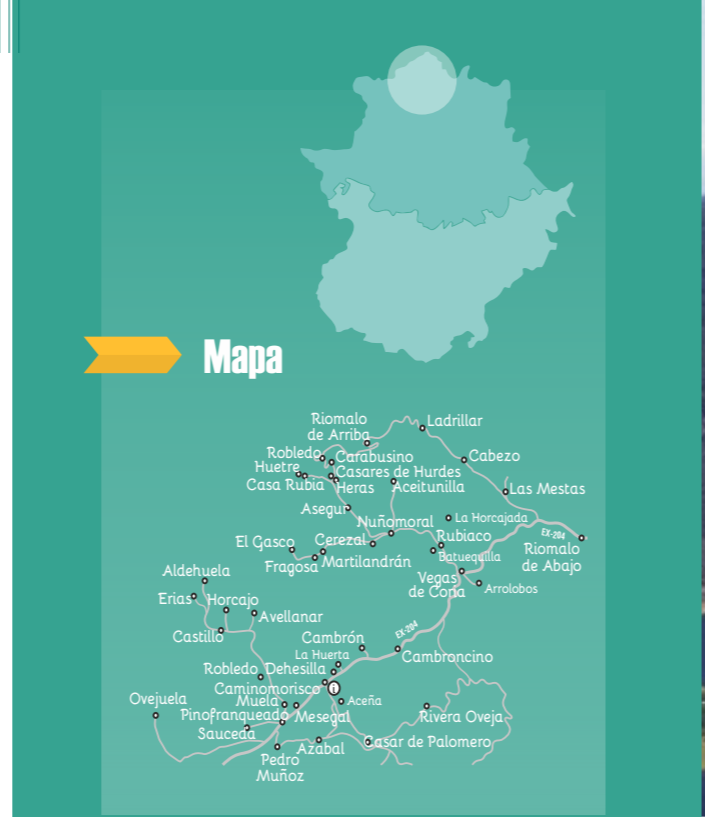 Mapa
Riomalo
de Arriba
Ladrillar
Robledo
Carabusino
Cabezo
Huetre
Casares de Hurdes
Casa Rubia
Heras
Aceitunilla
Las Mestas
Asegur
Nuñomoral
La Horcajada
EX-204
El Gasco
Cerezal
Rubiaco
Riomalo
de Abajo
Fragosa
Martilandrán
Batuequilla
Aldehuela
Vegas
de Coria
Arrolobos
Erias
Horcajo
Avellanar
EX-204
Castillo
Cambrón
La Huerta
Cambroncino
Robledo
Dehesilla
Caminomorisco
i
Ovejuela
Muela
Aceña
Pinofranqueado
Mesegal
Rivera Oveja
Sauceda
Azabal
Casar de Palomero
Pedro
Muñoz